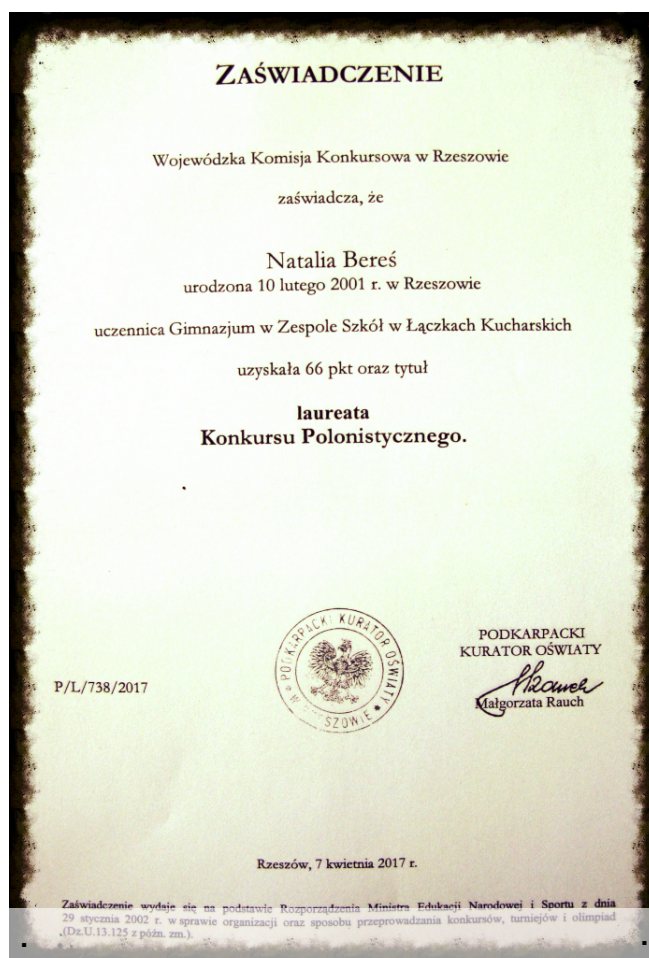 ZAŚWIADCZENIE
Wojewódzka Komisja Konkursowa w Rzeszowie
zaświadcza, że
Natalia Bereś
urodzona 10 lutego 2001 r. w Rzeszowie
uczennica Gimnazjum w Zespole Szkół w Łączkach Kucharskich
uzyskała 66 pkt oraz tytuł
laureata
Konkursu Polonistycznego.
PODKARPACKI KURATOR OŚWIATY
W SZOWIE
PODKARPACKI
KURATOR OŚWIATY
P/L/738/2017
Małgorzata Rauch
Rzeszów, 7 kwietnia 2017 r.
Zaświadczenie wydaje się na podstawie Rozporządzenia Ministra Edukacji Narodowej i Sportu z dnia
29 stycznia 2002 r. w sprawie organizacji oraz sposobu przeprowadzania konkursów, turniejów i olimpiad
(Dz.U.13.125 z późn. zm.).